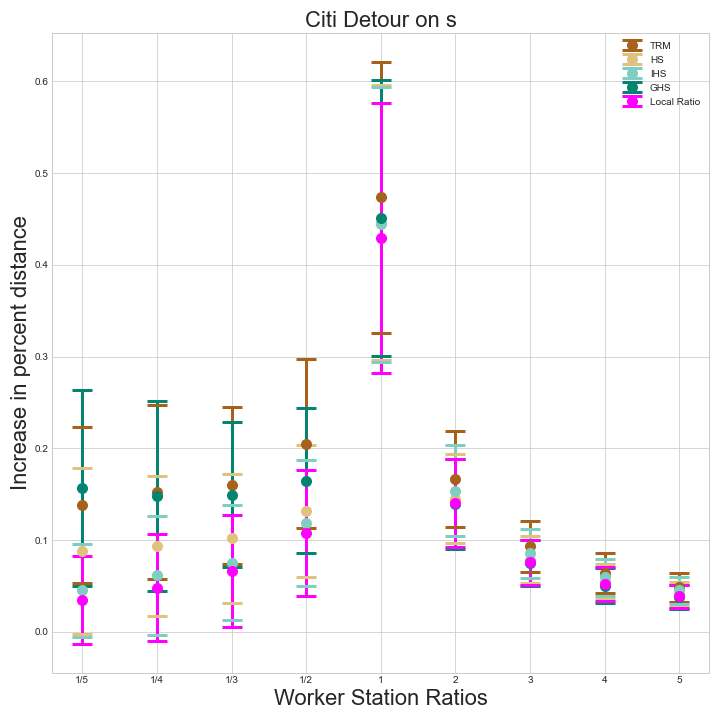 Citi Detour on s
TRM
HS
IHS
GHS
Local Ratio
Increase in percent distance
0.6
0.5
0.4
0.3
0.2
0.1
0.0
1/5 1/4 1/3 1/2 1 2 3 4 5
Worker Station Ratios